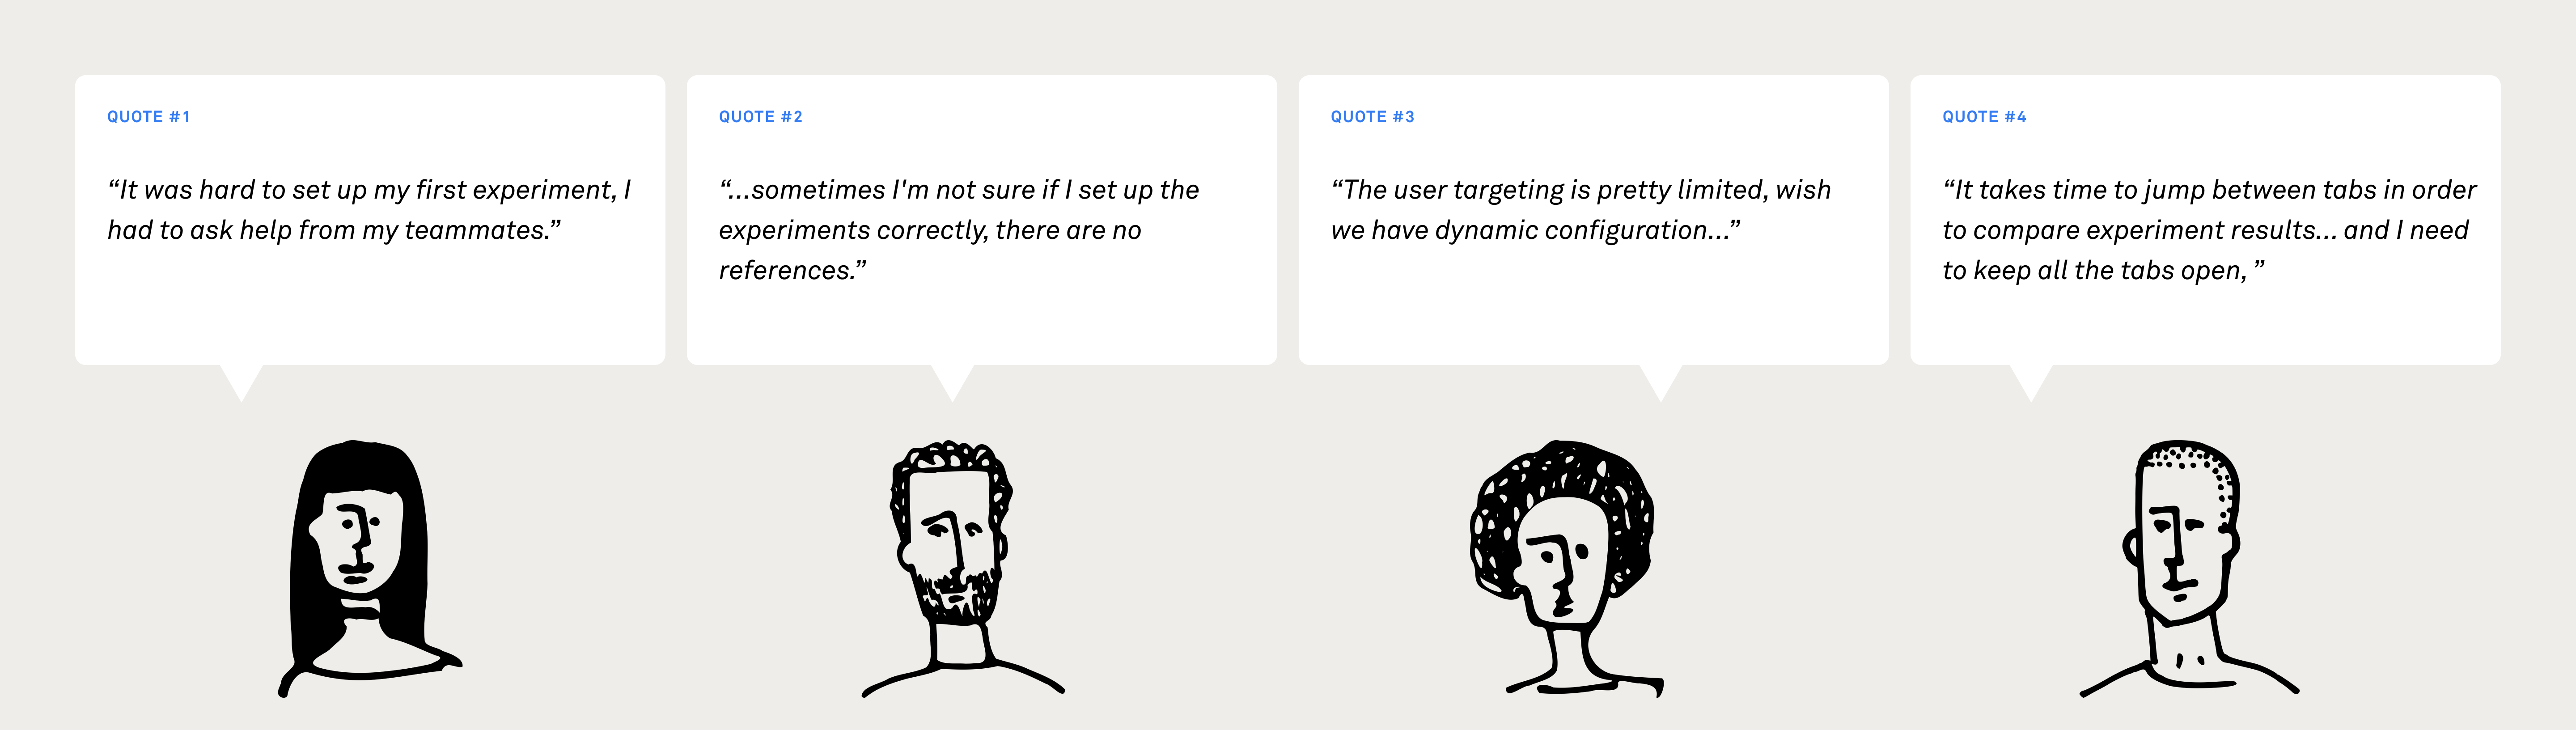 QUOTE #1
“It was hard to set up my first experiment, I
had to ask help from my teammates.”
QUOTE #2
“...sometimes I'm not sure if I set up the
experiments correctly, there are no
references.”
QUOTE #3
“The user targeting is pretty limited, wish
we have dynamic configuration...”
QUOTE #4
“It takes time to jump between tabs in order
to compare experiment results... and I need
to keep all the tabs open, ”